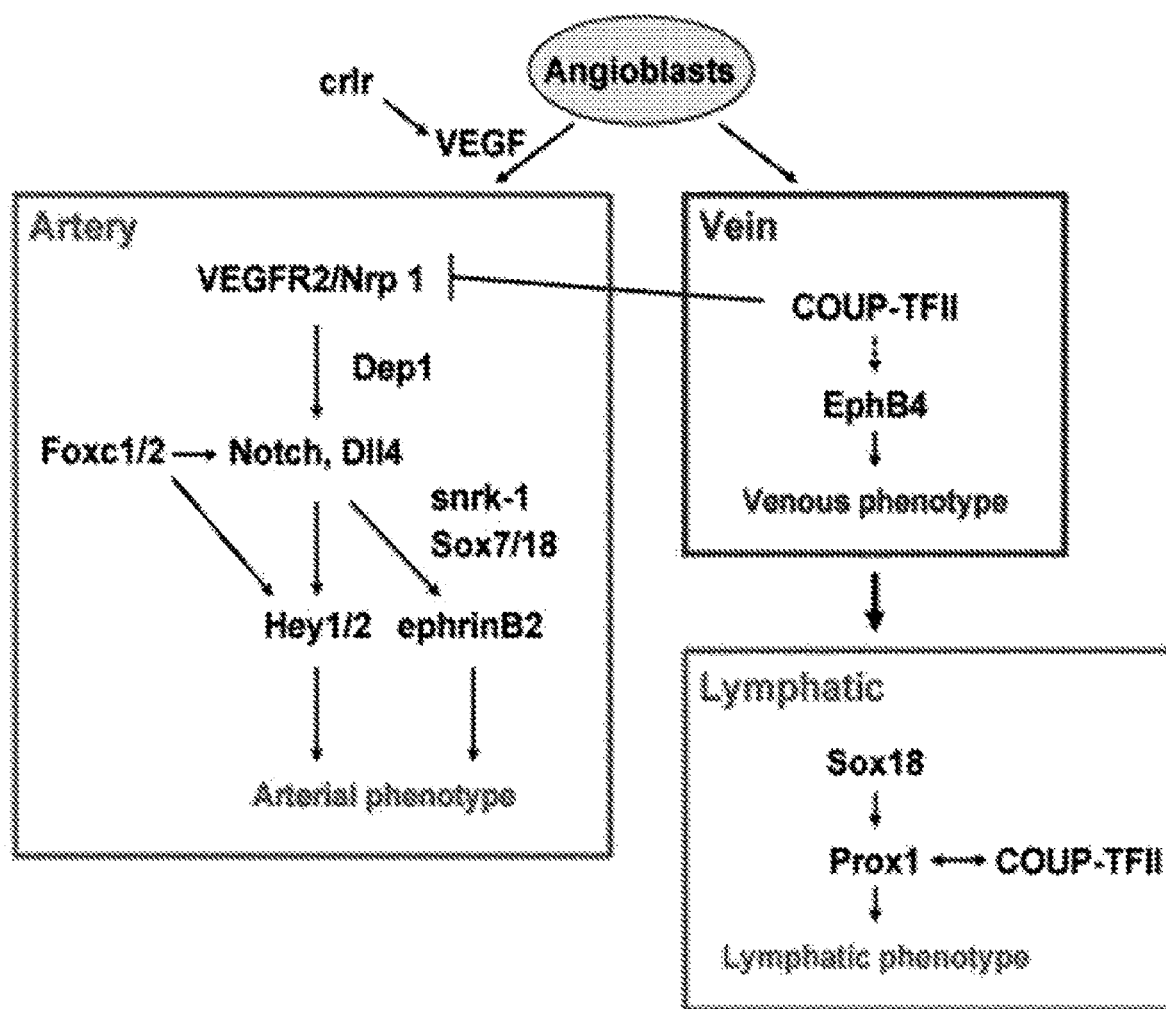 Angioblasts
crlr
VEGF
Artery
VEGFR2/Nrp 1
Dep1
Foxc1/2
Notch, Dll4
snrk-1
Sox7/18
Hey1/2
ephrinB2
Arterial phenotype
Vein
COUP-TFII
EphB4
Venous phenotype
Lymphatic
Sox18
Prox1
COUP-TFII
Lymphatic phenotype